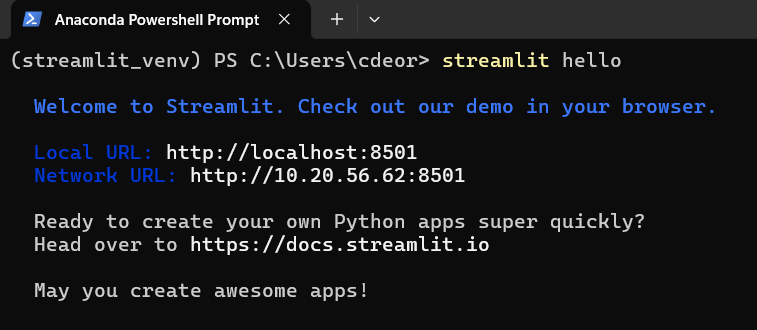 Anaconda Powershell Prompt
(streamlit_venv) PS C:\Users\cdeor> streamlit hello
Welcome to Streamlit. Check out our demo in your browser.
Local URL: http://localhost:8501
Network URL: http://10.20.56.62:8501
Ready to create your own Python apps super quickly?
Head over to https://docs.streamlit.io
May you create awesome apps!